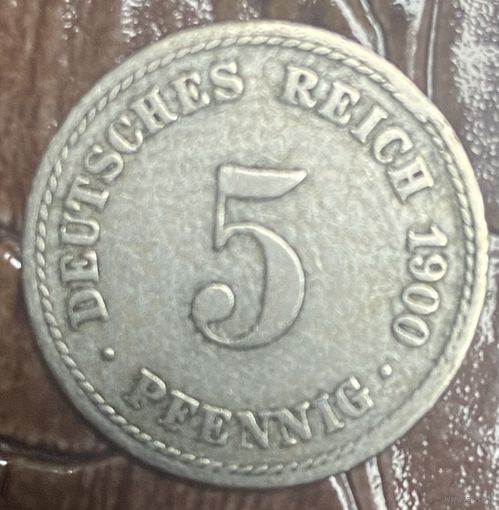 DEUTSCHES REICH 1900
5
PFENNIG